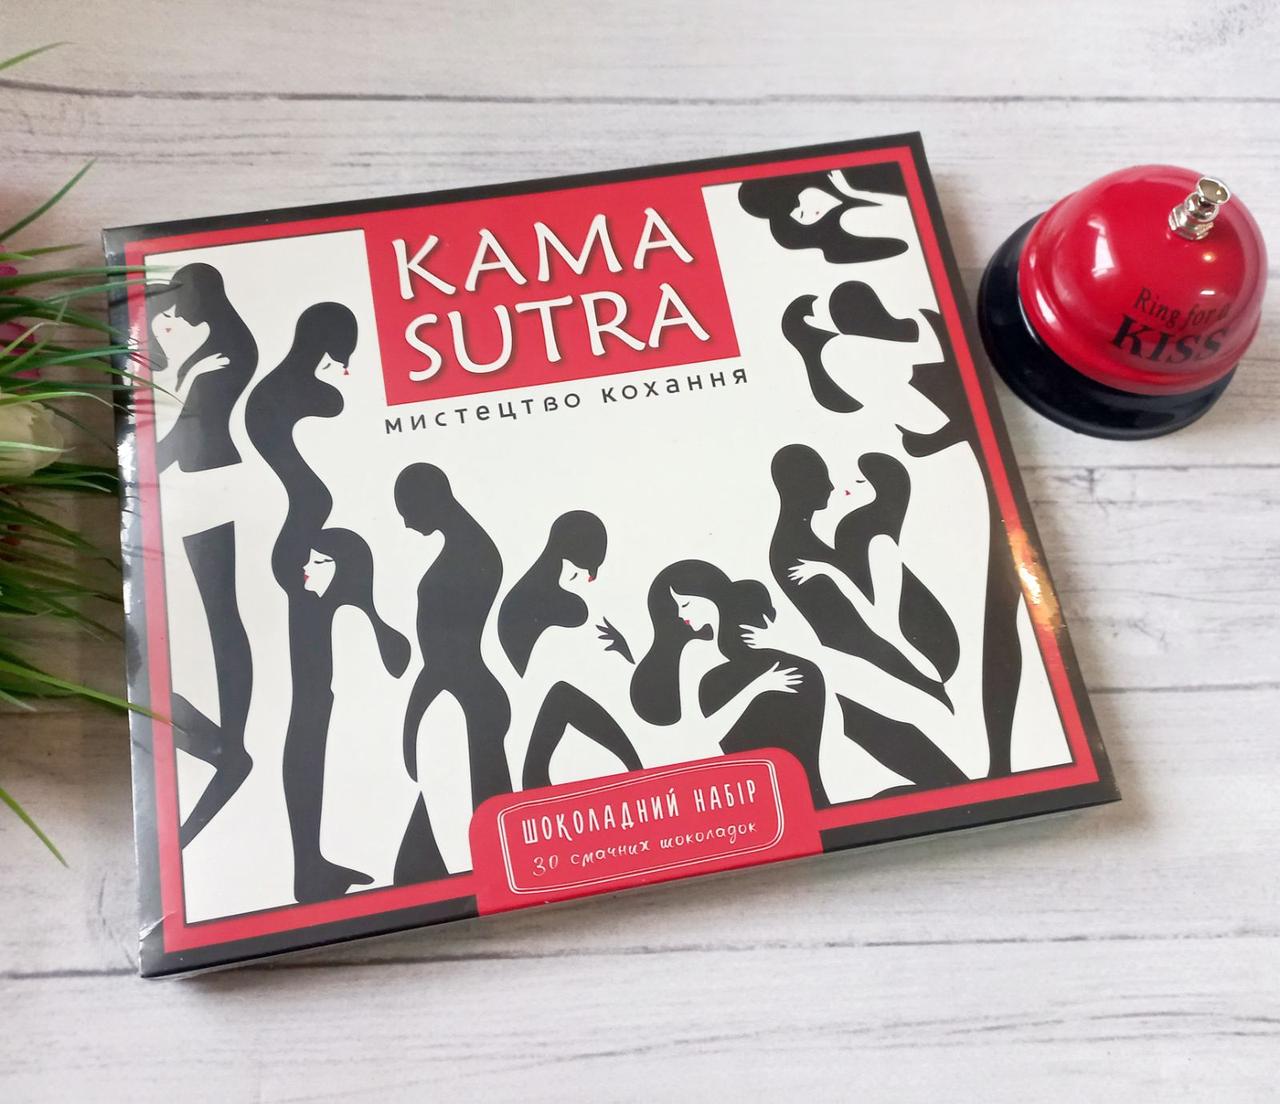 KAMA
SUTRA
мистецтво кохання
Ring for a
KISS
ШОКОЛАДНИЙ НАБІР
30 смачних шоколадок